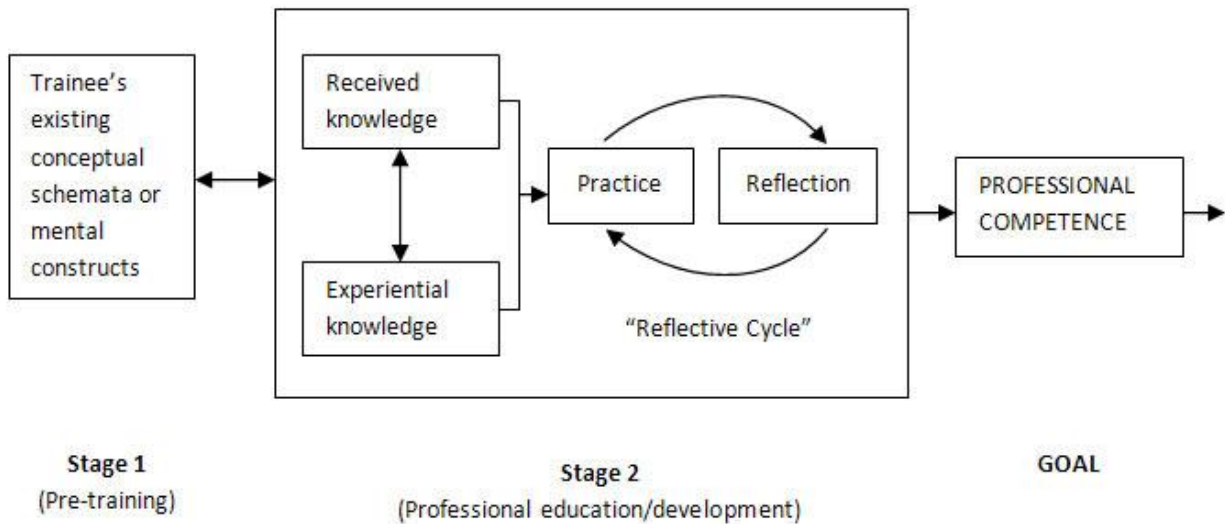 Trainee’s
existing
conceptual
schemata or
mental
constructs
Received
knowledge
Experiential
knowledge
Practice
Reflection
“Reflective Cycle”
PROFESSIONAL
COMPETENCE
Stage 1
(Pre-training)
Stage 2
(Professional education/development)
GOAL